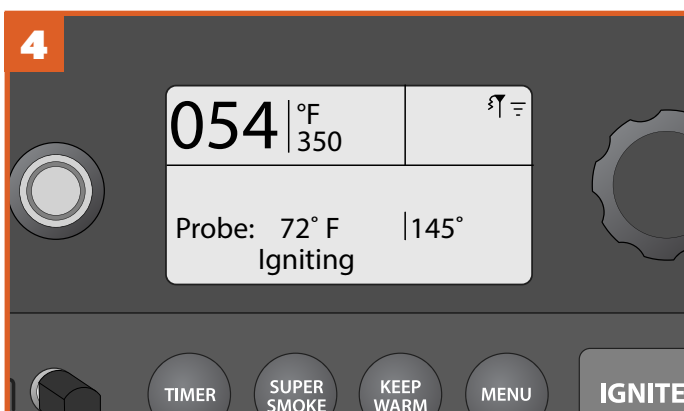 4
054 °F
350
Probe: 72˚ F 145˚
Igniting
TIMER
SUPER
SMOKE
KEEP
WARM
MENU
IGNITE